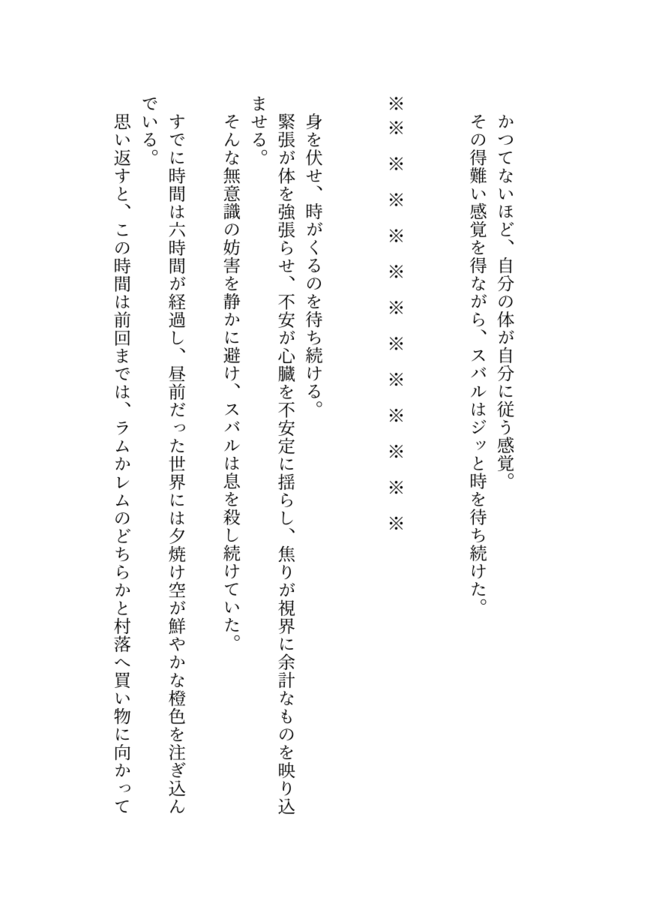 かつてないほど、自分の体が自分に従う感覚。
その得難い感覚を得ながら、スバルはジッと時を待ち続けた。
※※　※　※　※　※　※　※　※　※　※　※　※
身を伏せ、時がくるのを待ち続ける。
緊張が体を強張らせ、不安が心臓を不安定に揺らし、焦りが視界に余計なものを映り込
ませる。
そんな無意識の妨害を静かに避け、スバルは息を殺し続けていた。
すでに時間は六時間が経過し、昼前だった世界には夕焼け空が鮮やかな橙色を注ぎ込ん
でいる。
思い返すと、この時間は前回までは、ラムかレムのどちらかと村落へ買い物に向かって